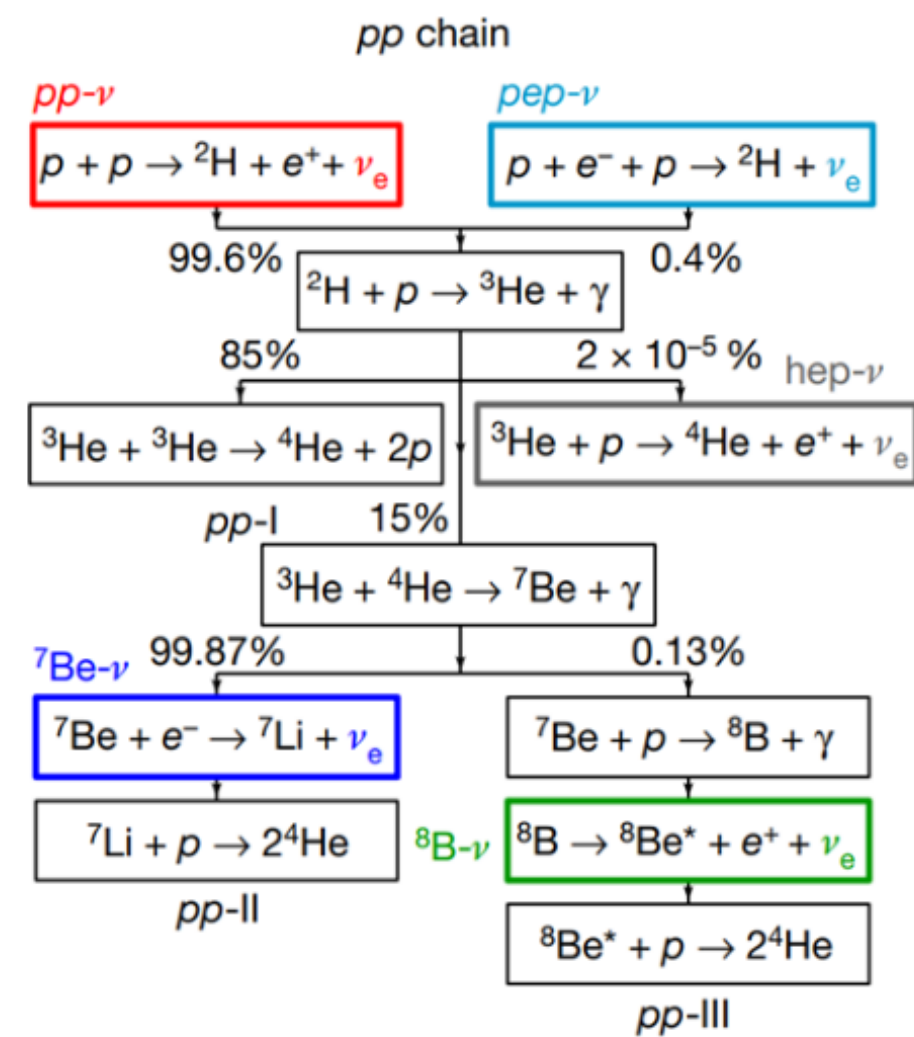 pp chain
pp-ν pep-ν
p + p → ²H + e⁺ + νₑ
p + e⁻ + p → ²H + νₑ
99.6% 0.4%
²H + p → ³He + γ
85% 2 × 10⁻⁵ % hep-ν
³He + ³He → ⁴He + 2p
³He + p → ⁴He + e⁺ + νₑ
pp-I 15%
³He + ⁴He → ⁷Be + γ
⁷Be-ν 99.87% 0.13%
⁷Be + e⁻ → ⁷Li + νₑ
⁷Be + p → ⁸B + γ
⁷Li + p → 2⁴He
⁸B-ν
⁸B → ⁸Be* + e⁺ + νₑ
pp-II
⁸Be* + p → 2⁴He
pp-III